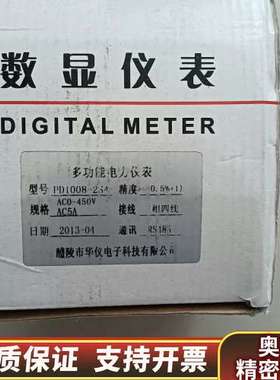 数显仪表
DIGITAL METER
多功能电力仪表
型号 PD1008- 精度 0.5%+1)
规格 AC0-450V AC5A 接线 相四线
日期 2013-04 通讯 RS485
醴陵市华仪电子科技有限公司
质保 支持开票
奥
精密